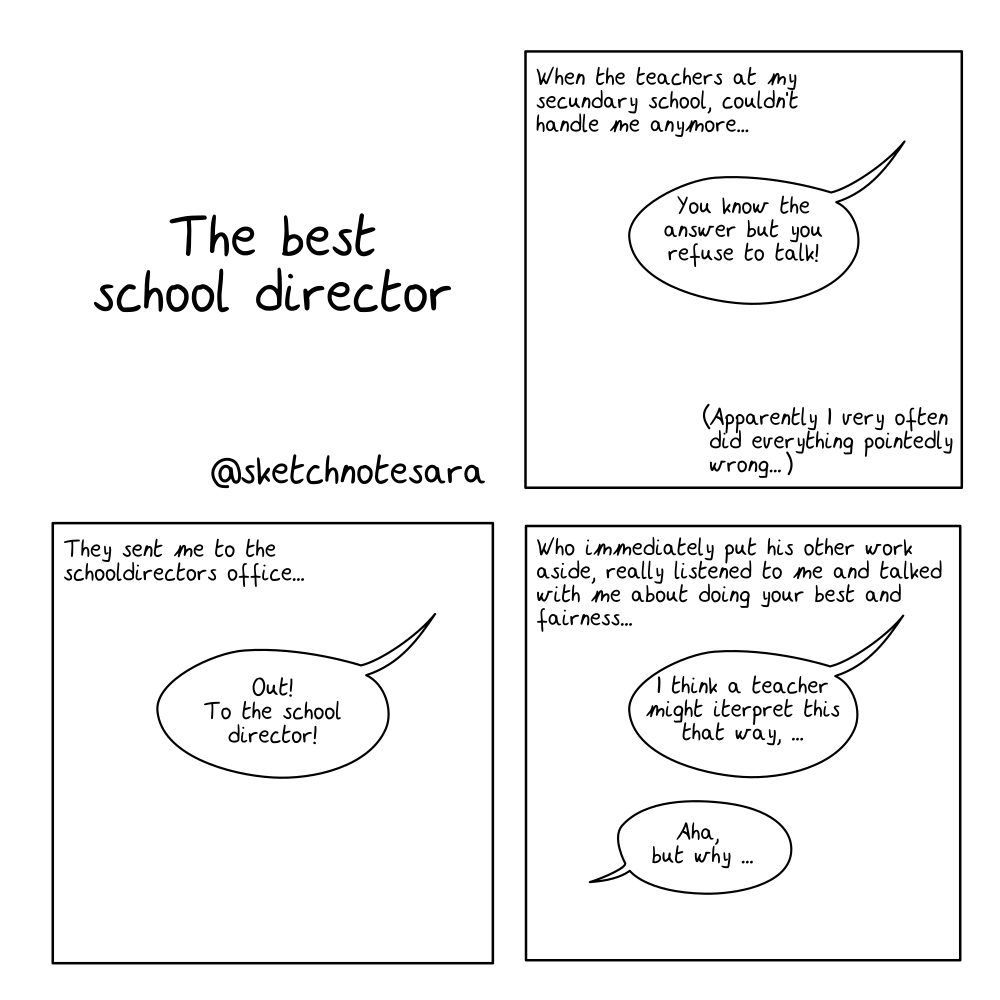 The best
school director
@sketchnotesara
When the teachers at my
secundary school, couldn't
handle me anymore...
You know the
answer but you
refuse to talk!
(Apparently I very often
did everything pointedly
wrong...)
They sent me to the
schooldirectors office...
Out!
To the school
director!
Who immediately put his other work
aside, really listened to me and talked
with me about doing your best and
fairness...
I think a teacher
might iterpret this
that way, ...
Aha,
but why ...